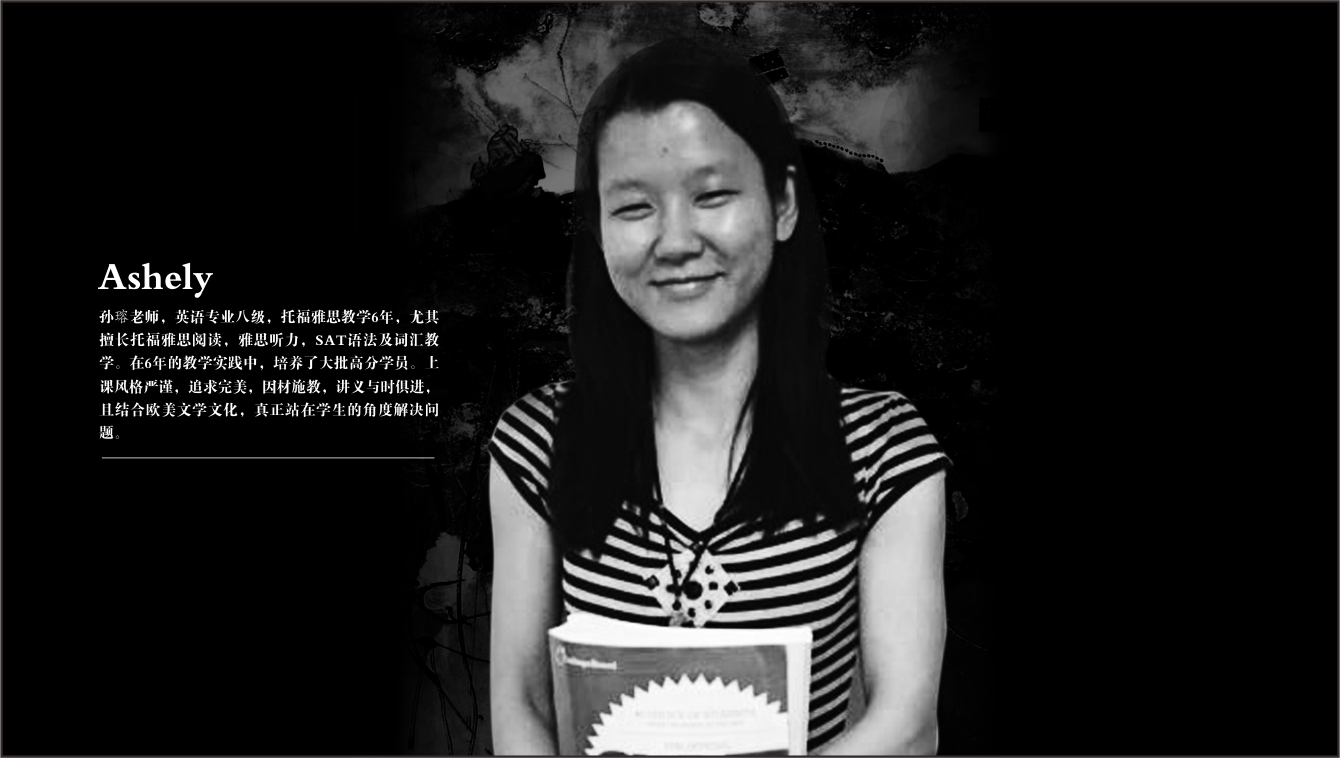 Ashely
孙璿老师，英语专业八级，托福雅思教学6年，尤其
擅长托福雅思阅读，雅思听力，SAT语法及词汇教
学。在6年的教学实践中，培养了大批高分学员。上
课风格严谨，追求完美，因材施教，讲义与时俱进，
且结合欧美文学文化，真正站在学生的角度解决问
题。
CollegeBoard